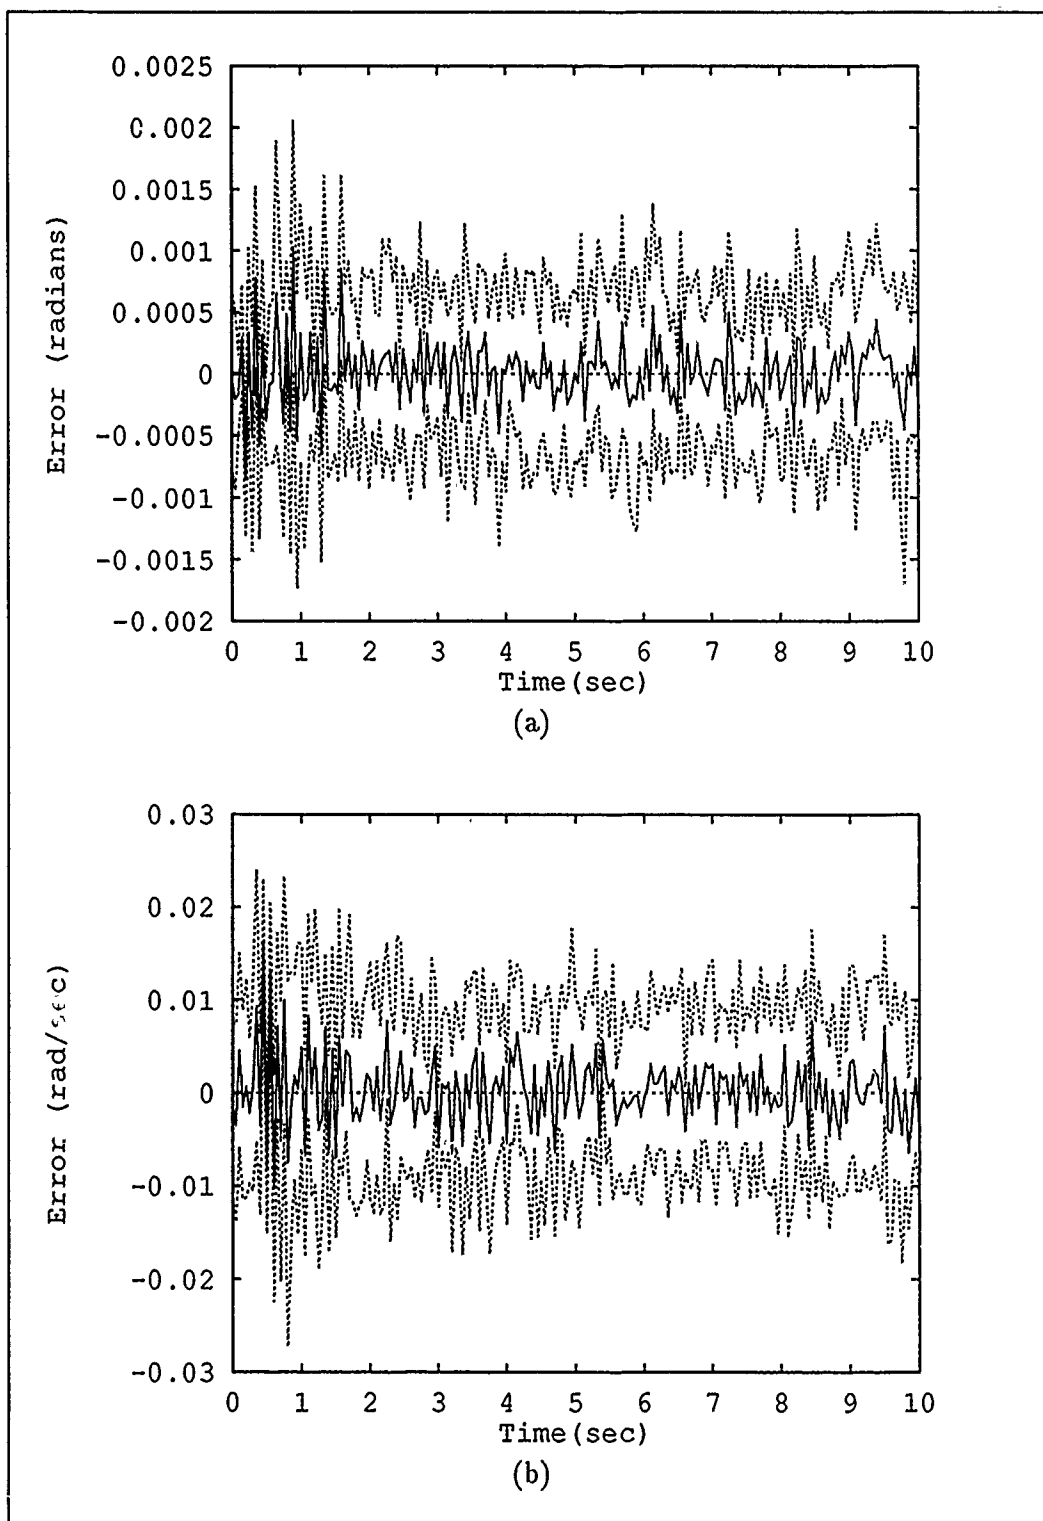 0.0025
0.002
0.0015
0.001
0.0005
0
-0.0005
-0.001
-0.0015
-0.002
Error (radians)
0 1 2 3 4 5 6 7 8 9 10
Time(sec)
(a)
0.03
0.02
0.01
0
-0.01
-0.02
-0.03
Error (rad/sec)
0 1 2 3 4 5 6 7 8 9 10
Time(sec)
(b)